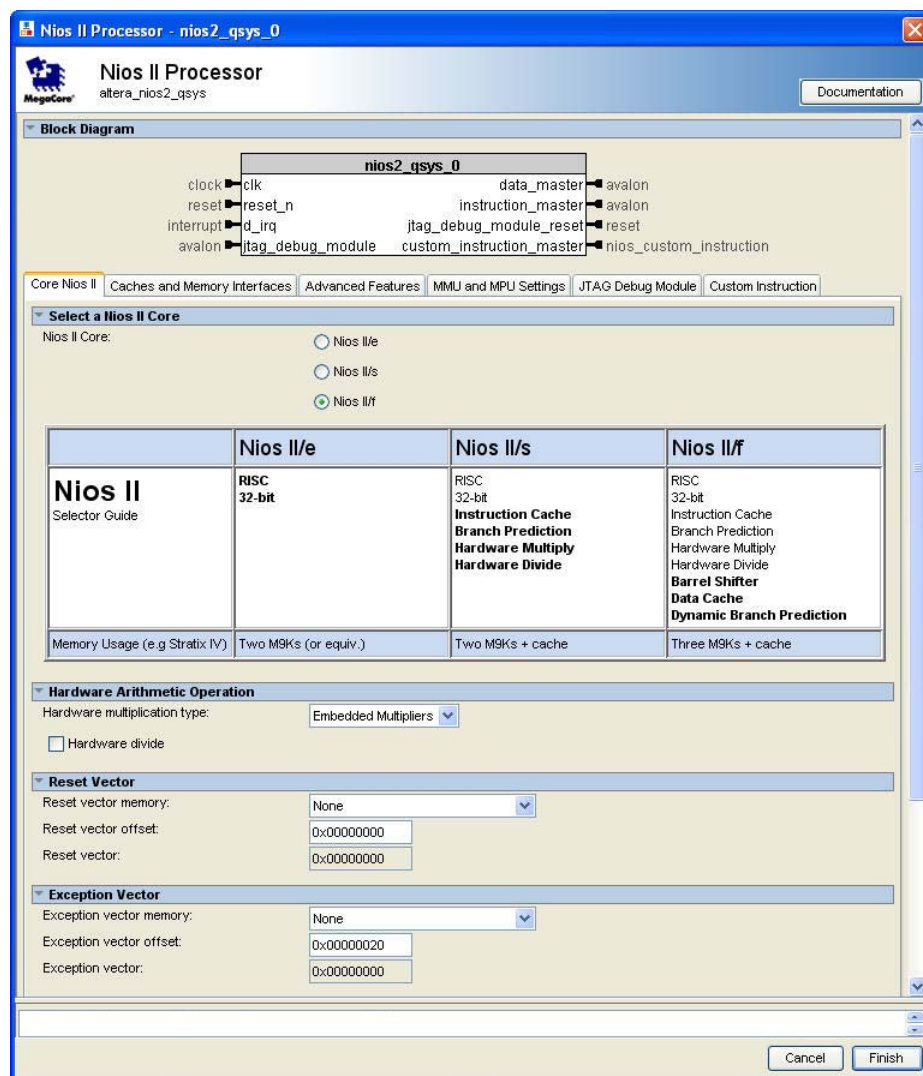 Nios II Processor - nios2_qsys_0
MegaCore®
Nios II Processor
altera_nios2_qsys
Documentation
Block Diagram
nios2_qsys_0
clock clk data_master avalon
reset reset_n instruction_master avalon
interrupt d_irq jtag_debug_module_reset reset
avalon jtag_debug_module custom_instruction_master nios_custom_instruction
Core Nios II Caches and Memory Interfaces Advanced Features MMU and MPU Settings JTAG Debug Module Custom Instruction
Select a Nios II Core
Nios II Core:
Nios II/e
Nios II/s
Nios II/f
Nios II/e Nios II/s Nios II/f
Nios II
Selector Guide
RISC
32-bit
RISC
32-bit
Instruction Cache
Branch Prediction
Hardware Multiply
Hardware Divide
RISC
32-bit
Instruction Cache
Branch Prediction
Hardware Multiply
Hardware Divide
Barrel Shifter
Data Cache
Dynamic Branch Prediction
Memory Usage (e.g Stratix IV) Two M9Ks (or equiv.) Two M9Ks + cache Three M9Ks + cache
Hardware Arithmetic Operation
Hardware multiplication type: Embedded Multipliers
Hardware divide
Reset Vector
Reset vector memory: None
Reset vector offset: 0x00000000
Reset vector: 0x00000000
Exception Vector
Exception vector memory: None
Exception vector offset: 0x00000020
Exception vector: 0x00000000
Cancel Finish